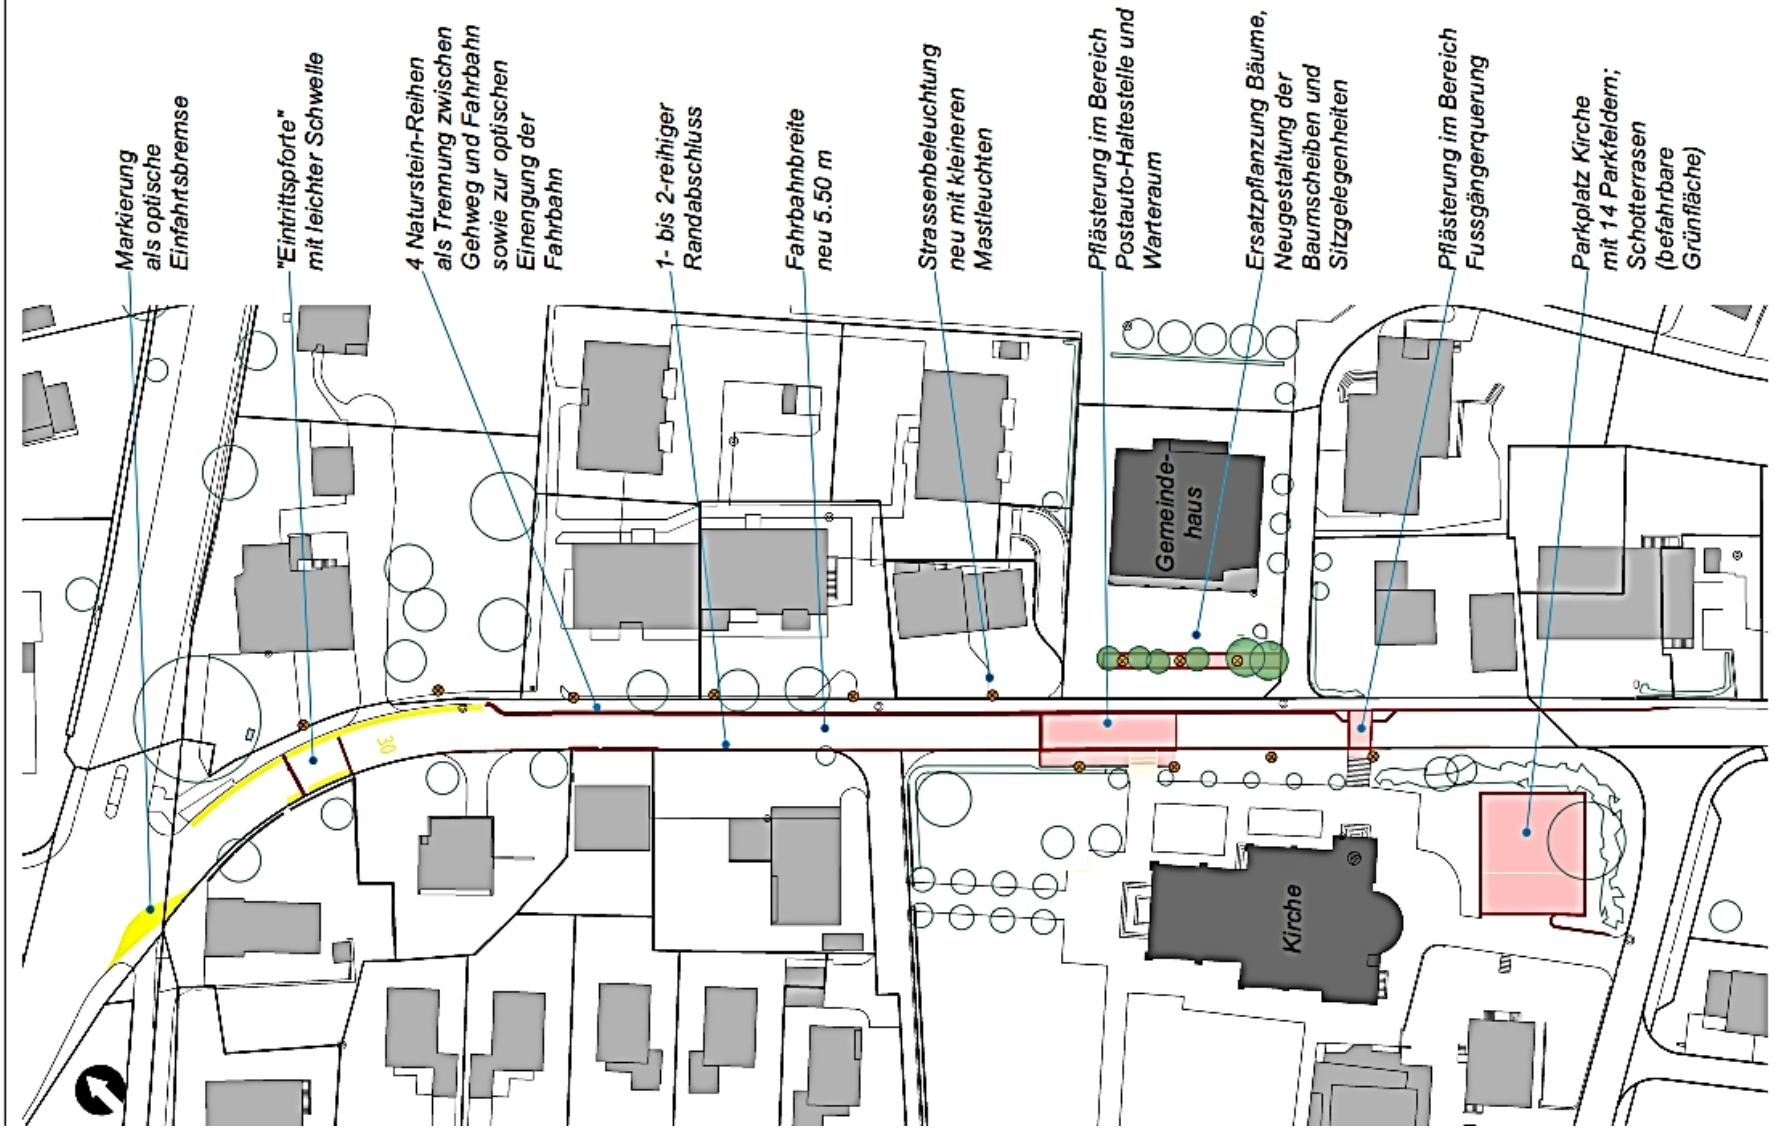 Markierung
als optische
Einfahrtsbremse
"Eintrittspforte"
mit leichter Schwelle
4 Naturstein-Reihen
als Trennung zwischen
Gehweg und Fahrbahn
sowie zur optischen
Einengung der
Fahrbahn
1- bis 2-reihiger
Randabschluss
Fahrbahnbreite
neu 5.50 m
Strassenbeleuchtung
neu mit kleineren
Mastleuchten
Pflästerung im Bereich
Postauto-Haltestelle und
Warteraum
Ersatzpflanzung Bäume,
Neugestaltung der
Baumscheiben und
Sitzgelegenheiten
Pflästerung im Bereich
Fussgängerquerung
Parkplatz Kirche
mit 14 Parkfeldern;
Schotterrasen
(befahrbare
Grünfläche)
Gemeinde-
haus
30
Kirche